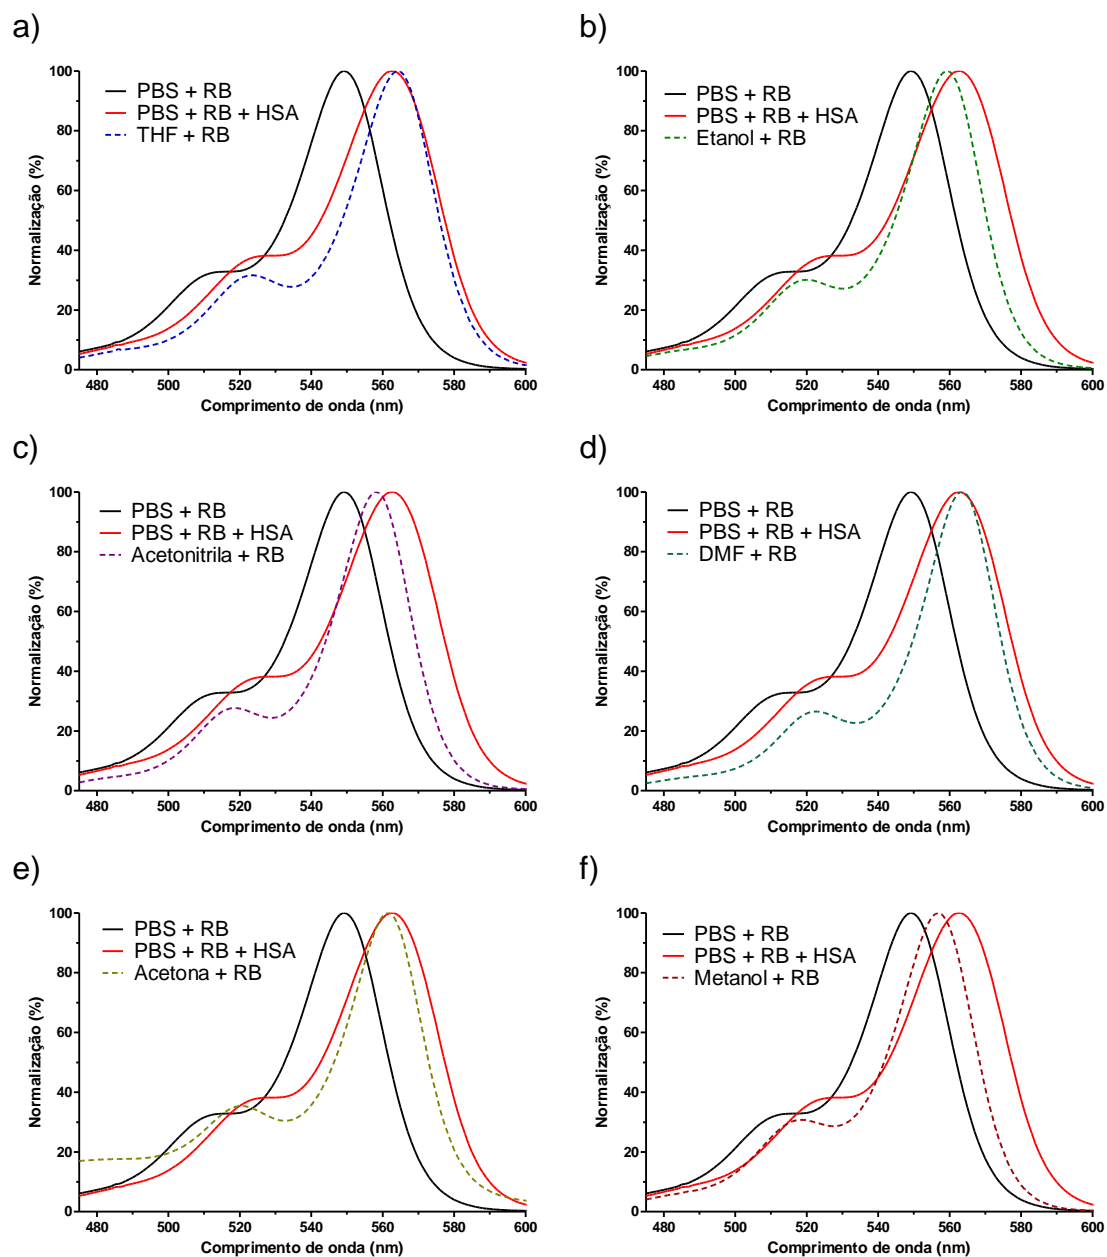 a)
Normalização (%)
100
80
60
40
20
0
PBS + RB
PBS + RB + HSA
THF + RB
480 500 520 540 560 580 600
Comprimento de onda (nm)
b)
Normalização (%)
100
80
60
40
20
0
PBS + RB
PBS + RB + HSA
Etanol + RB
480 500 520 540 560 580 600
Comprimento de onda (nm)
c)
Normalização (%)
100
80
60
40
20
0
PBS + RB
PBS + RB + HSA
Acetonitrila + RB
480 500 520 540 560 580 600
Comprimento de onda (nm)
d)
Normalização (%)
100
80
60
40
20
0
PBS + RB
PBS + RB + HSA
DMF + RB
480 500 520 540 560 580 600
Comprimento de onda (nm)
e)
Normalização (%)
100
80
60
40
20
0
PBS + RB
PBS + RB + HSA
Acetona + RB
480 500 520 540 560 580 600
Comprimento de onda (nm)
f)
Normalização (%)
100
80
60
40
20
0
PBS + RB
PBS + RB + HSA
Metanol + RB
480 500 520 540 560 580 600
Comprimento de onda (nm)